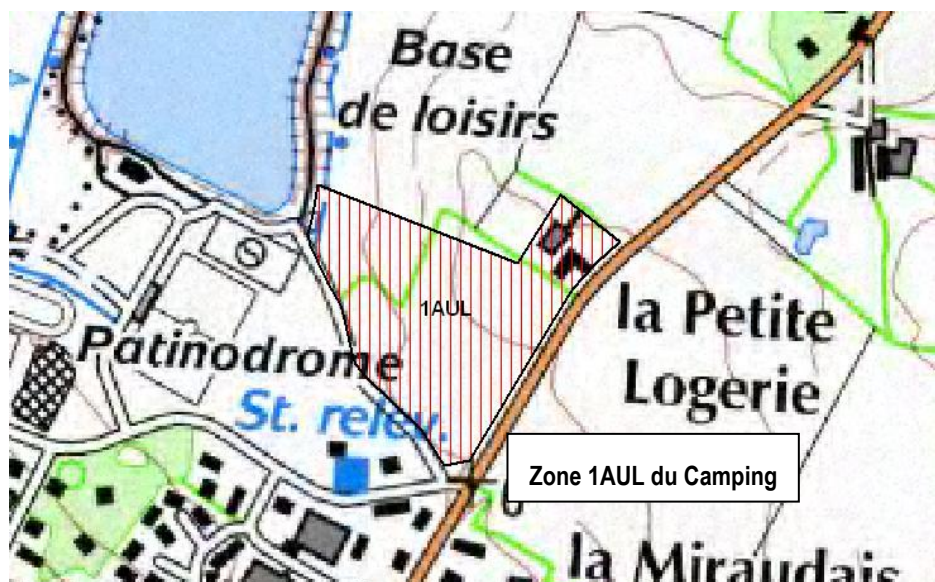 Base
de loisirs
1AUL
la Petite
Logerie
Patinodrome
St. relev.
Zone 1AUL du Camping
la Miraudais